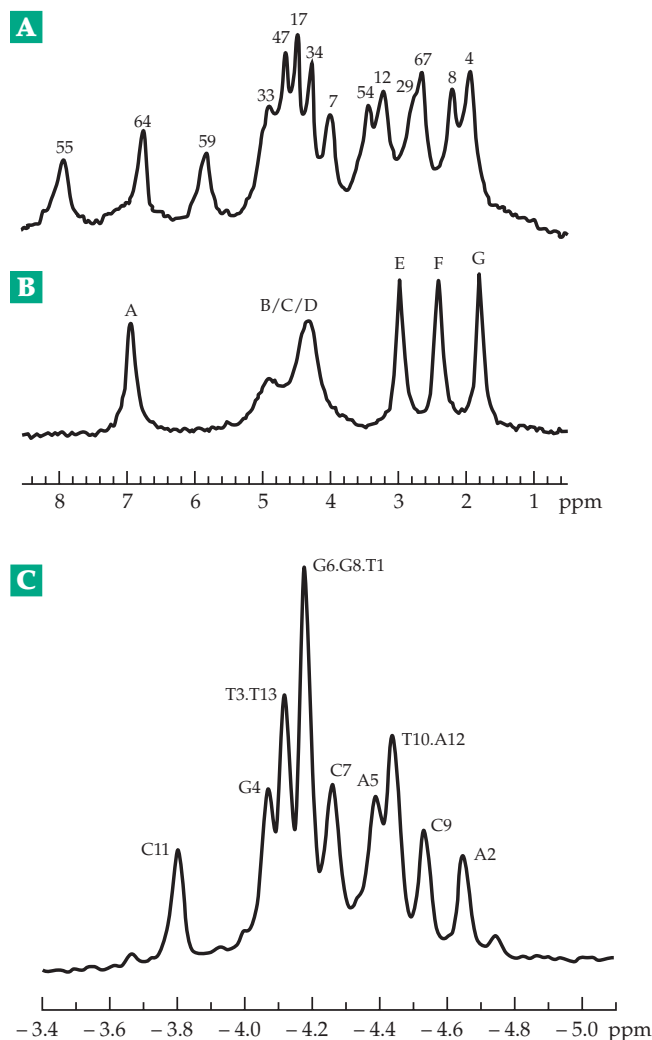 A
17
47
34
67
4
12
29
8
33
7
54
64
59
55
B
E
F
G
A
B/C/D
8 7 6 5 4 3 2 1 ppm
C
G6.G8.T1
T3.T13
T10.A12
C7
A5
G4
C9
C11
A2
−3.4 −3.6 −3.8 −4.0 −4.2 −4.4 −4.6 −4.8 −5.0 ppm